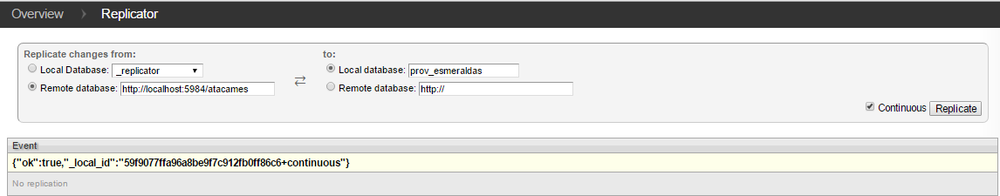 Overview Replicator
Replicate changes from: to:
Local Database: _replicator Local database: prov_esmeraldas
Remote database: http://localhost:5984/atacames Remote database: http://
Continuous Replicate
Event
{"ok":true,"_local_id":"59f9077ffa96a8be9f7c912fb0ff86c6+continuous"}
No replication